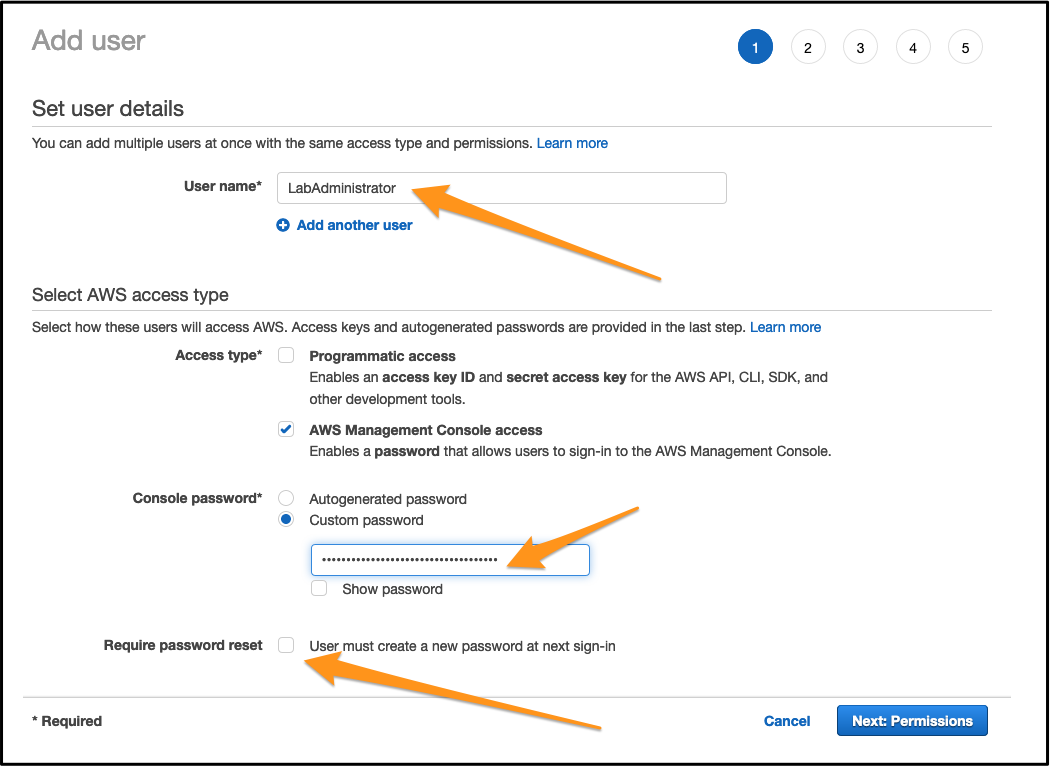 Add user
1 2 3 4 5
Set user details
You can add multiple users at once with the same access type and permissions. Learn more
User name* LabAdministrator
Add another user
Select AWS access type
Select how these users will access AWS. Access keys and autogenerated passwords are provided in the last step. Learn more
Access type* Programmatic access
Enables an access key ID and secret access key for the AWS API, CLI, SDK, and
other development tools.
AWS Management Console access
Enables a password that allows users to sign-in to the AWS Management Console.
Console password* Autogenerated password
Custom password
Show password
Require password reset User must create a new password at next sign-in
* Required Cancel Next: Permissions